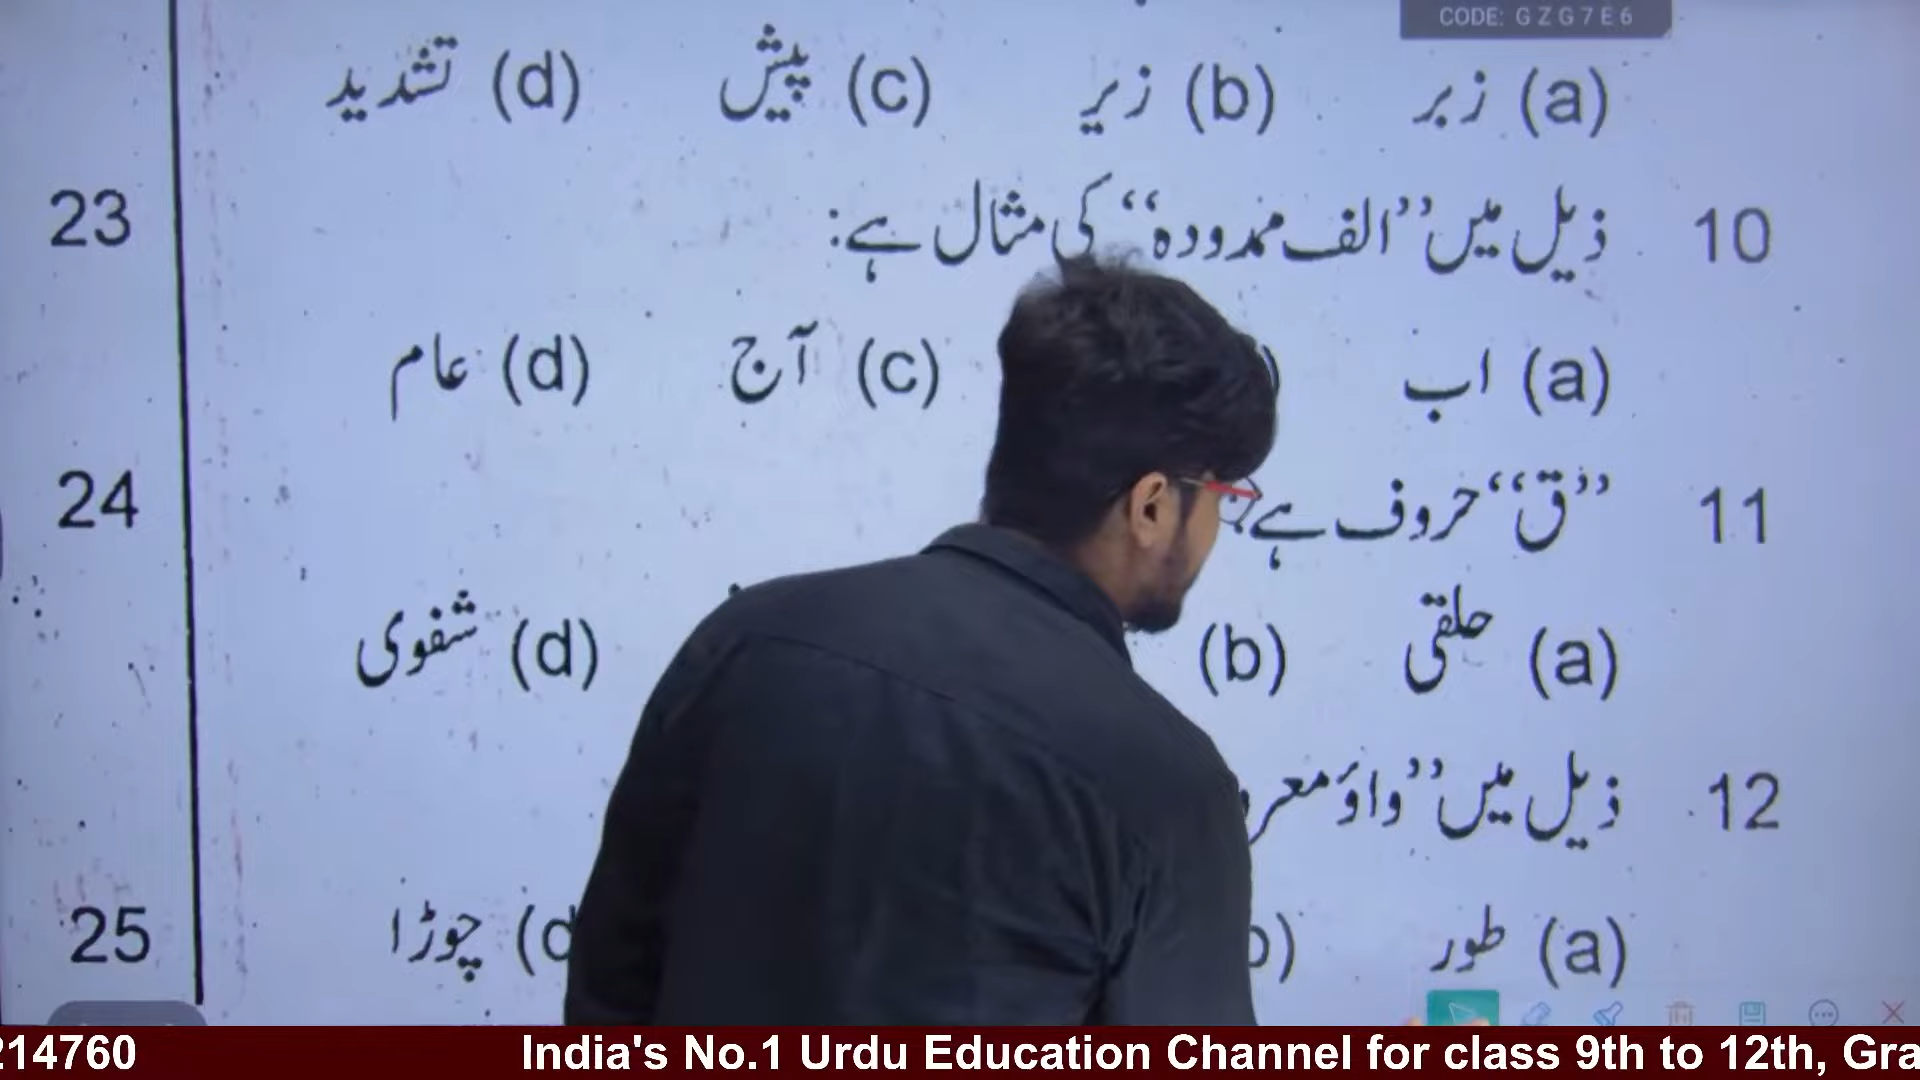 CODE: GZG7E6
(a) زبر (b) زیر (c) پیش (d) تشدید
10 ذیل میں ”الف ممدودہ“ کی مثال ہے:
23
(a) اب (c) آج (d) عام
11 ”ق“ حروف ہے
24
(a) حلقی (b) (d) شفوی
12 ذیل میں ”واؤ
(a) طور (d) چوڑا
25
214760 India's No.1 Urdu Education Channel for class 9th to 12th,